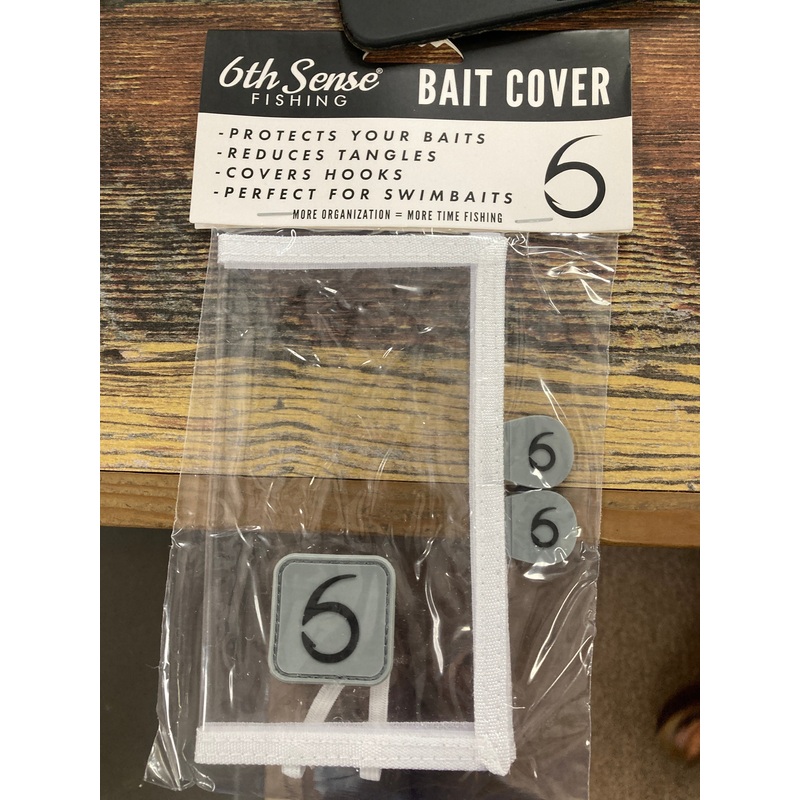 6th Sense®
FISHING
BAIT COVER
-PROTECTS YOUR BAITS
-REDUCES TANGLES
-COVERS HOOKS
-PERFECT FOR SWIMBAITS
6
MORE ORGANIZATION = MORE TIME FISHING
6
6
6